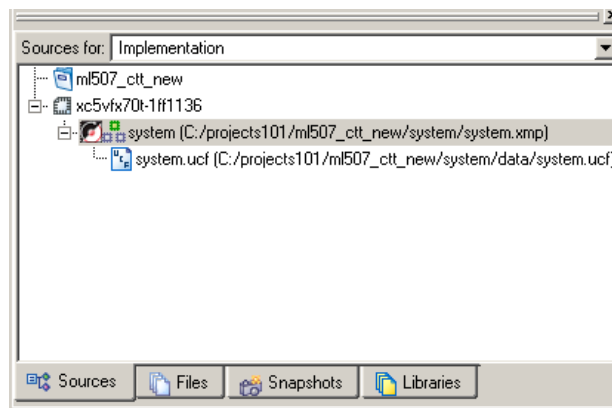 Sources for: Implementation
ml507_ctt_new
xc5vfx70t-1ff1136
system (C:/projects101/ml507_ctt_new/system/system.xmp)
system.ucf (C:/projects101/ml507_ctt_new/system/data/system.ucf)
Sources Files Snapshots Libraries